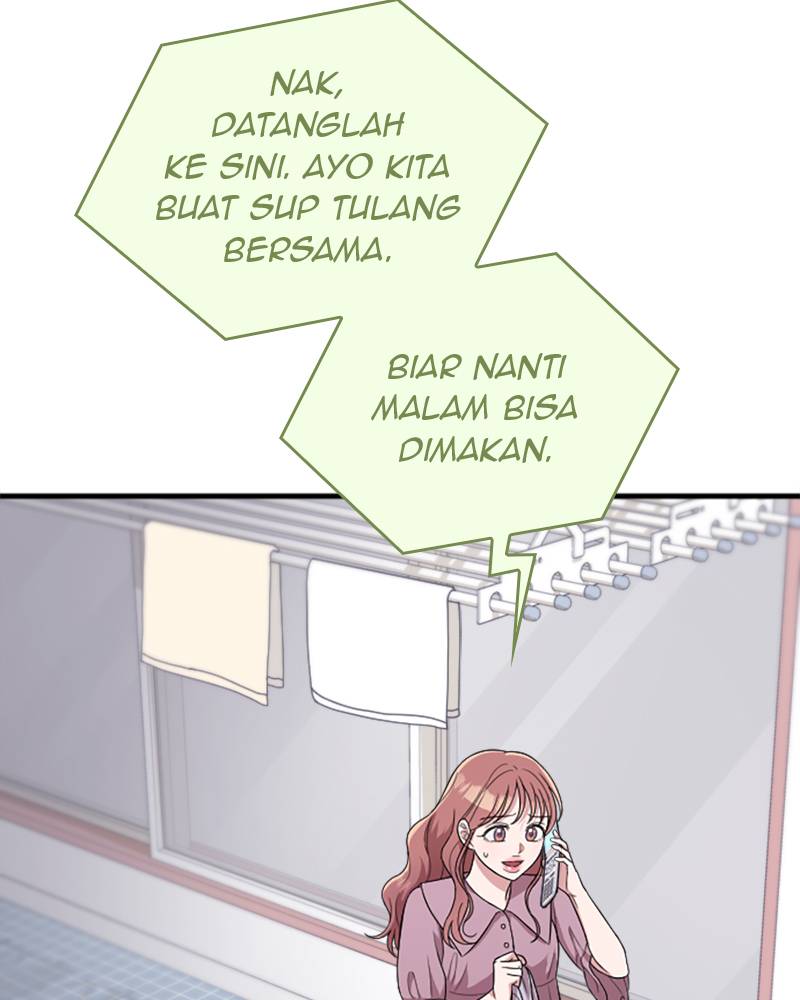 NAK,
DATANGLAH
KE SINI. AYO KITA
BUAT SUP TULANG
BERSAMA.
BIAR NANTI
MALAM BISA
DIMAKAN.